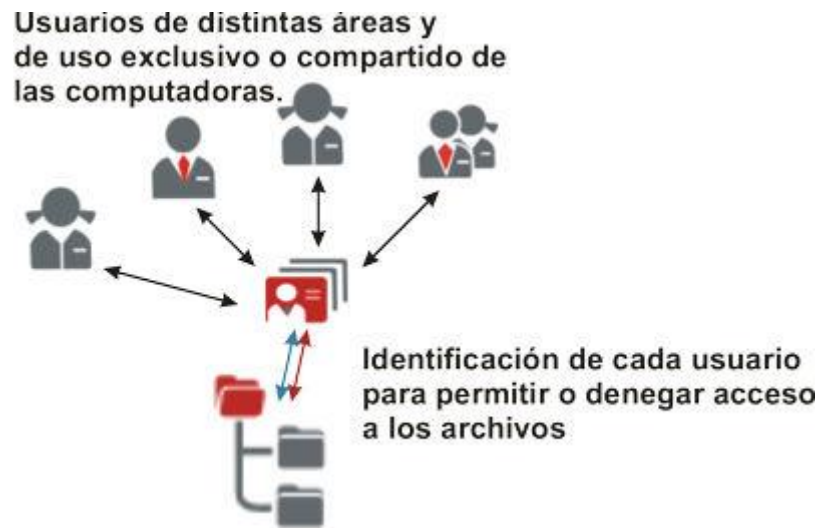 Usuarios de distintas áreas y
de uso exclusivo o compartido de
las computadoras.
Identificación de cada usuario
para permitir o denegar acceso
a los archivos